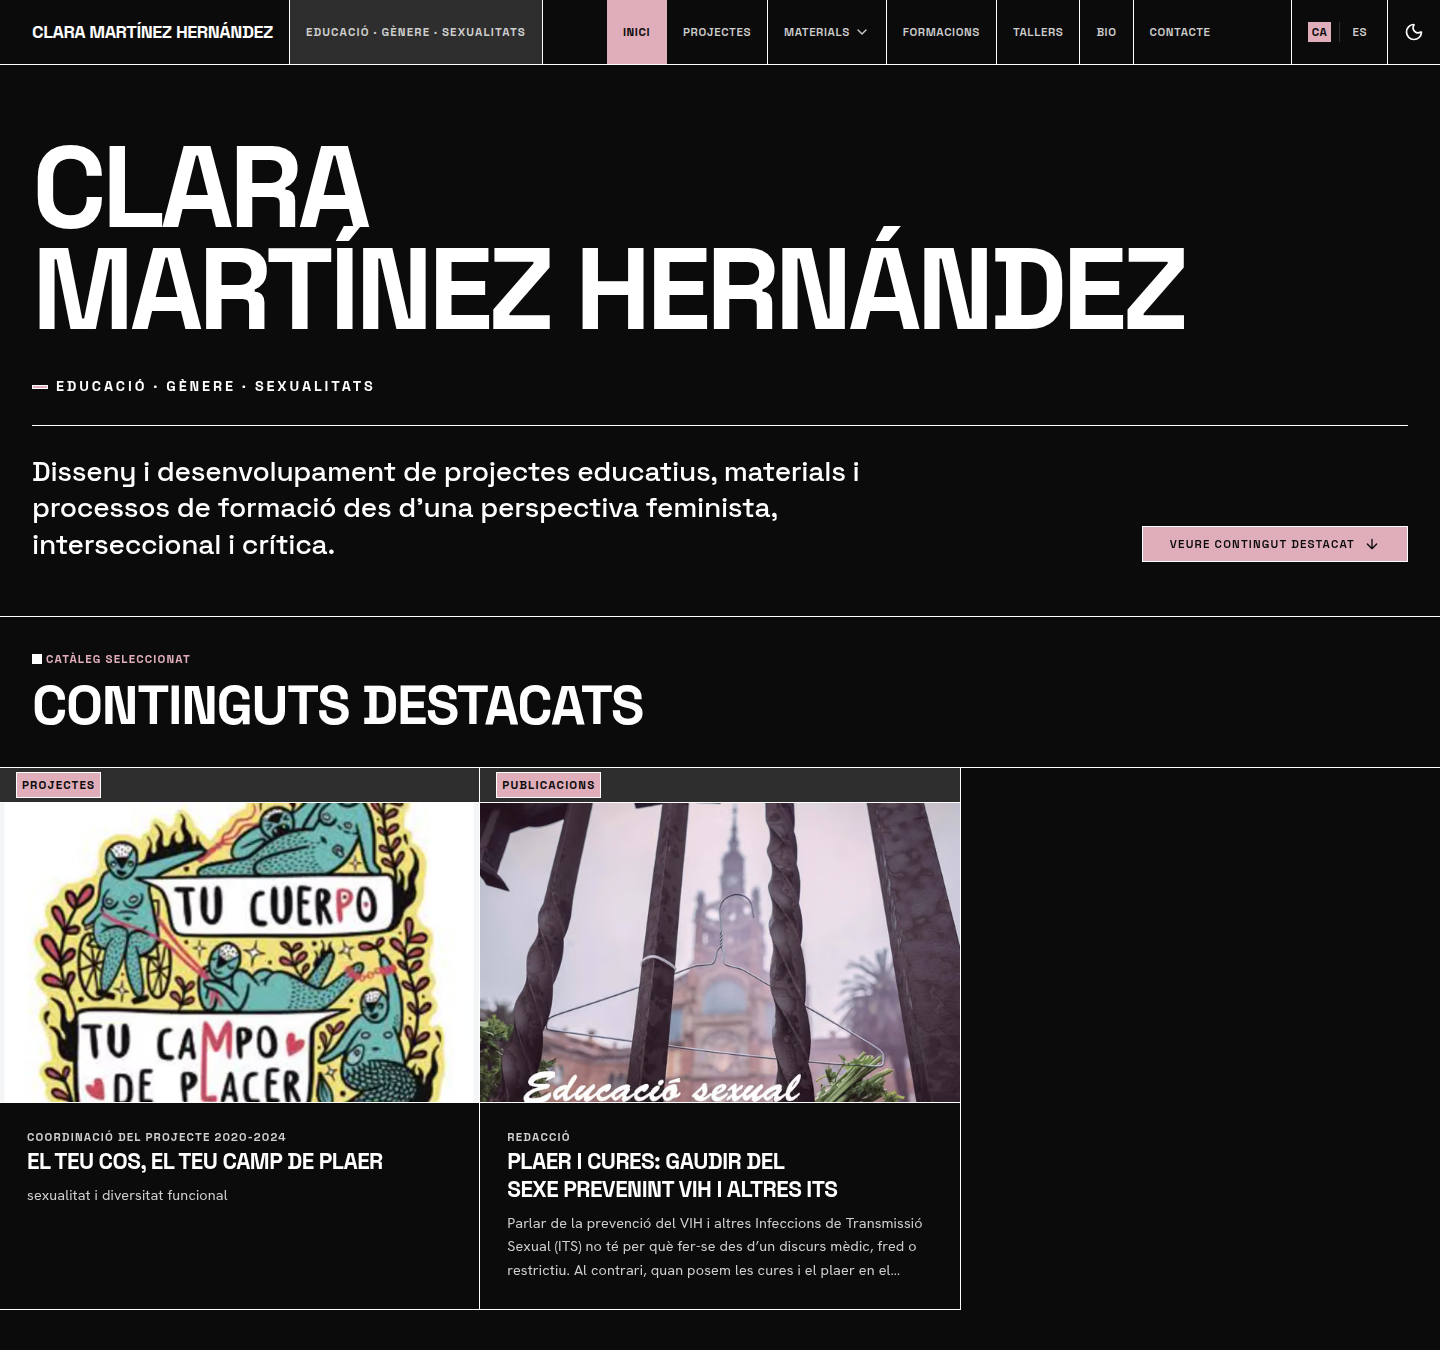 CLARA MARTÍNEZ HERNÁNDEZ
EDUCACIÓ · GÈNERE · SEXUALITATS
INICI
PROJECTES
MATERIALS
FORMACIONS
TALLERS
BIO
CONTACTE
CA
ES
CLARA
MARTÍNEZ HERNÁNDEZ
EDUCACIÓ · GÈNERE · SEXUALITATS
Disseny i desenvolupament de projectes educatius, materials i
processos de formació des d’una perspectiva feminista,
interseccional i crítica.
VEURE CONTINGUT DESTACAT
CATÀLEG SELECCIONAT
CONTINGUTS DESTACATS
PROJECTES
TU CUERPO
TU CAMPO
DE PLACER
COORDINACIÓ DEL PROJECTE 2020-2024
EL TEU COS, EL TEU CAMP DE PLAER
sexualitat i diversitat funcional
PUBLICACIONS
Educació sexual
REDACCIÓ
PLAER I CURES: GAUDIR DEL
SEXE PREVENINT VIH I ALTRES ITS
Parlar de la prevenció del VIH i altres Infeccions de Transmissió
Sexual (ITS) no té per què fer-se des d’un discurs mèdic, fred o
restrictiu. Al contrari, quan posem les cures i el plaer en el…